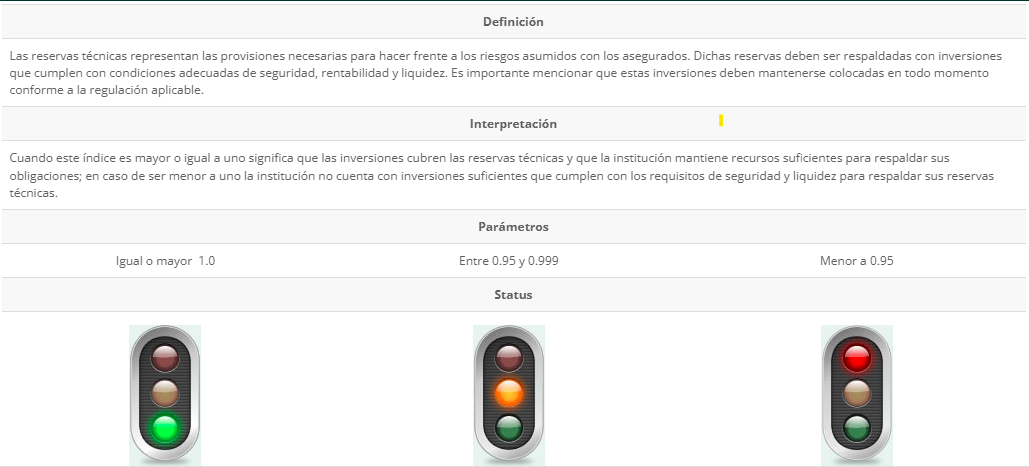 Definición
Las reservas técnicas representan las provisiones necesarias para hacer frente a los riesgos asumidos con los asegurados. Dichas reservas deben ser respaldadas con inversiones
que cumplen con condiciones adecuadas de seguridad, rentabilidad y liquidez. Es importante mencionar que estas inversiones deben mantenerse colocadas en todo momento
conforme a la regulación aplicable.
Interpretación
Cuando este índice es mayor o igual a uno significa que las inversiones cubren las reservas técnicas y que la institución mantiene recursos suficientes para respaldar sus
obligaciones; en caso de ser menor a uno la institución no cuenta con inversiones suficientes que cumplen con los requisitos de seguridad y liquidez para respaldar sus reservas
técnicas.
Parámetros
Igual o mayor 1.0
Entre 0.95 y 0.999
Menor a 0.95
Status